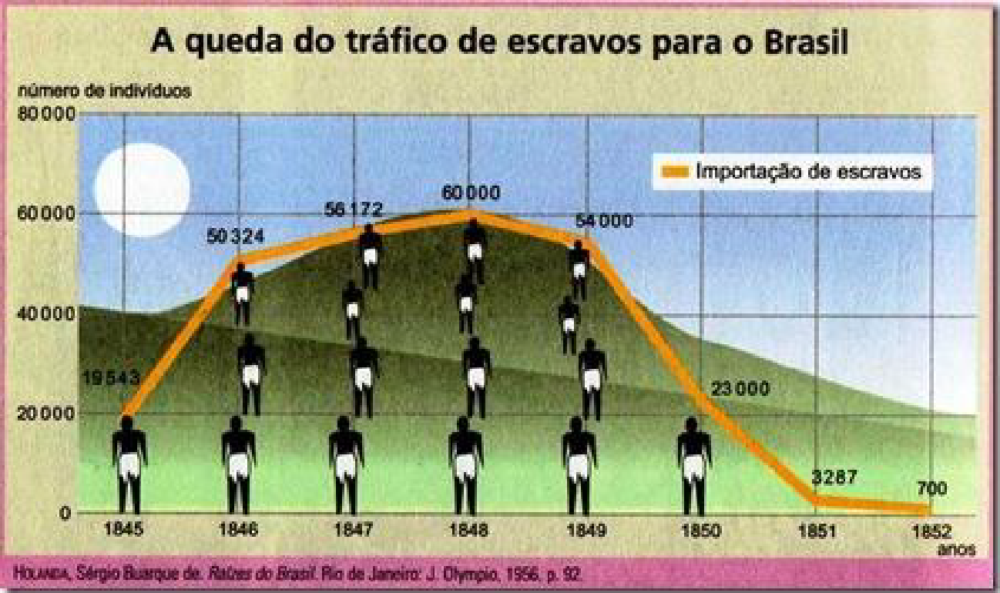 A queda do tráfico de escravos para o Brasil
número de indivíduos
80 000
60 000
40 000
20 000
0
19 543
50 324
56 172
60 000
54 000
23 000
3287
700
Importação de escravos
1845 1846 1847 1848 1849 1850 1851 1852
anos
HOLANDA, Sérgio Buarque de. Raízes do Brasil. Rio de Janeiro: J. Olympio, 1956. p. 92.